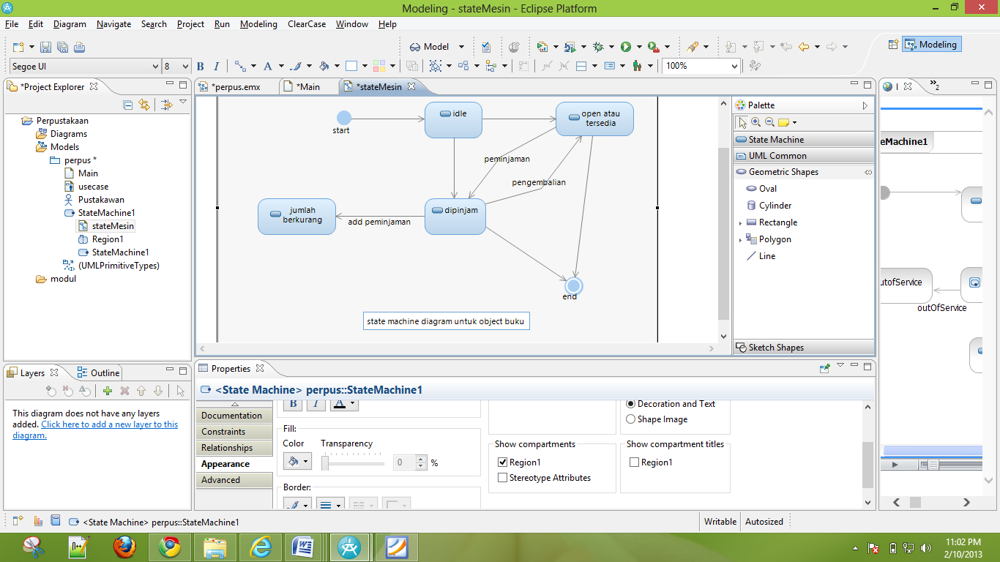 Modeling - stateMesin - Eclipse Platform
File Edit Diagram Navigate Search Project Run Modeling ClearCase Window Help
Model
Modeling
Segoe UI 8 B I A 100%
*Project Explorer
Perpustakaan
Diagrams
Models
perpus *
Main
usecase
Pustakawan
StateMachine1
stateMesin
Region1
StateMachine1
(UMLPrimitiveTypes)
modul
*perpus.emx *Main *stateMesin
start
idle
open atau
tersedia
peminjaman
pengembalian
jumlah
berkurang
add peminjaman
dipinjam
end
state machine diagram untuk object buku
Palette
State Machine
UML Common
Geometric Shapes
Oval
Cylinder
Rectangle
Polygon
Line
Sketch Shapes
I
2
eMachine1
utofService
outOfService
Layers Outline
This diagram does not have any layers
added. Click here to add a new layer to this
diagram.
Properties
<State Machine> perpus::StateMachine1
Documentation
Constraints
Relationships
Appearance
Advanced
B I A
Fill:
Color Transparency
0 %
Border:
Show compartments
Region1
Stereotype Attributes
Decoration and Text
Shape Image
Show compartment titles
Region1
<State Machine> perpus::StateMachine1
Writable Autosized
11:02 PM
2/10/2013